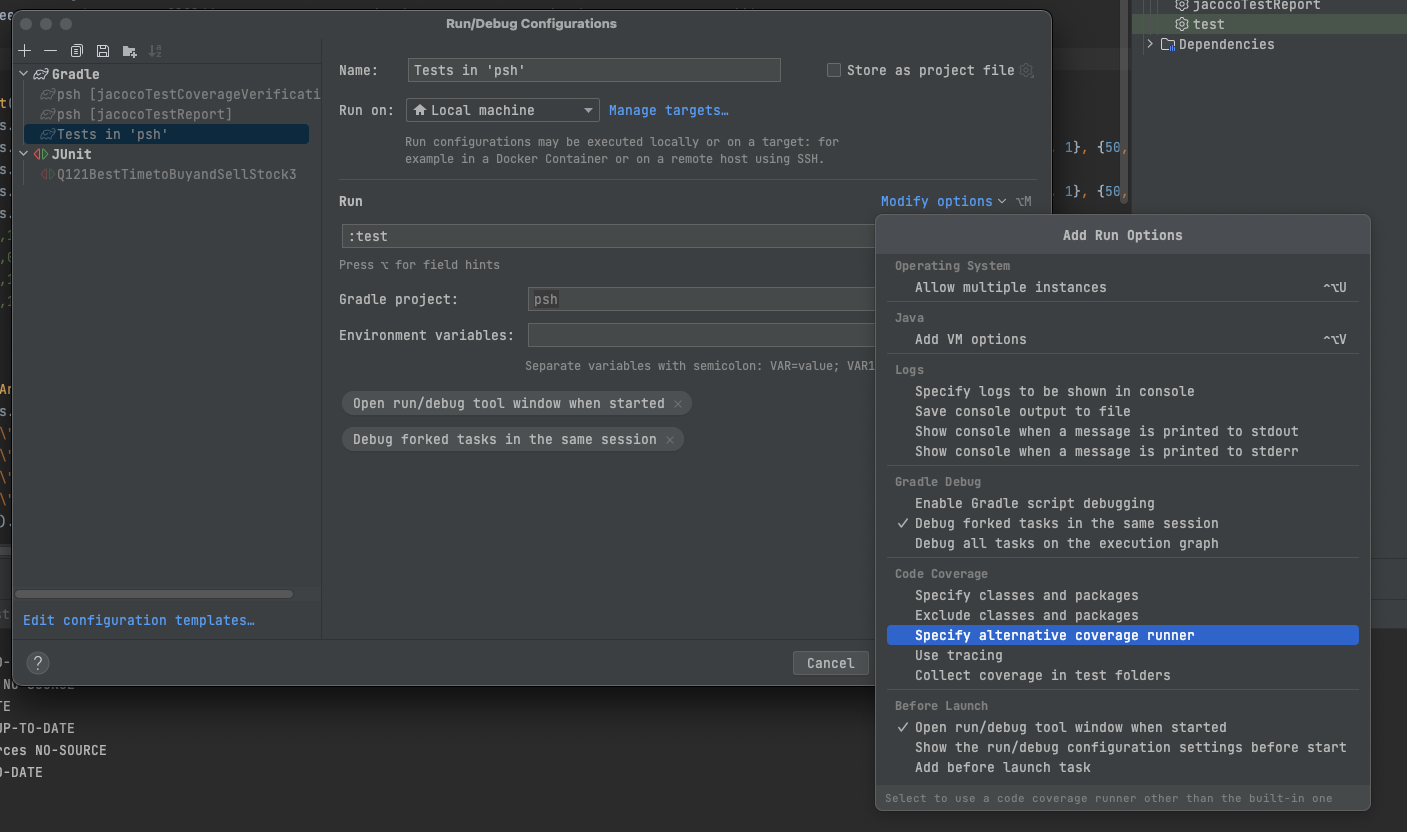 Run/Debug Configurations
jacocoTestReport
test
Dependencies
Gradle
psh [jacocoTestCoverageVerificati
psh [jacocoTestReport]
Tests in 'psh'
JUnit
Q121BestTimetoBuyandSellStock3
Edit configuration templates…
?
Name:
Tests in 'psh'
Store as project file
Run on:
Local machine
Manage targets…
Run configurations may be executed locally or on a target: for
example in a Docker Container or on a remote host using SSH.
Run
Modify options
⌥M
:test
Press ⌥ for field hints
Gradle project:
psh
Environment variables:
Separate variables with semicolon: VAR=value; VAR1
Open run/debug tool window when started ×
Debug forked tasks in the same session ×
Cancel
1}, {50,
1}, {50,
Add Run Options
Operating System
Allow multiple instances ^⌥U
Java
Add VM options ^⌥V
Logs
Specify logs to be shown in console
Save console output to file
Show console when a message is printed to stdout
Show console when a message is printed to stderr
Gradle Debug
Enable Gradle script debugging
✓ Debug forked tasks in the same session
Debug all tasks on the execution graph
Code Coverage
Specify classes and packages
Exclude classes and packages
Specify alternative coverage runner
Use tracing
Collect coverage in test folders
Before Launch
✓ Open run/debug tool window when started
Show the run/debug configuration settings before start
Add before launch task
Select to use a code coverage runner other than the built-in one
NO-SOURCE
TE
UP-TO-DATE
rces NO-SOURCE
O-DATE